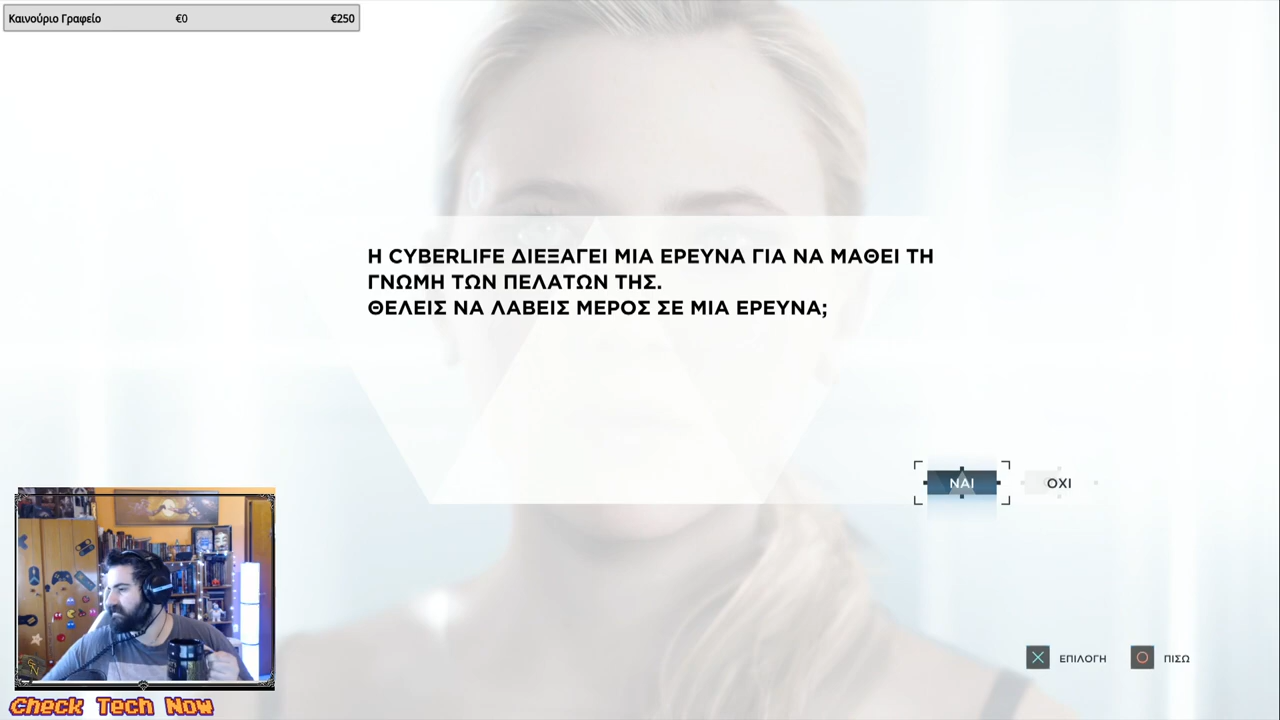 Καινούριο Γραφείο €0 €250
Η CYBERLIFE ΔΙΕΞΑΓΕΙ ΜΙΑ ΕΡΕΥΝΑ ΓΙΑ ΝΑ ΜΑΘΕΙ ΤΗ
ΓΝΩΜΗ ΤΩΝ ΠΕΛΑΤΩΝ ΤΗΣ.
ΘΕΛΕΙΣ ΝΑ ΛΑΒΕΙΣ ΜΕΡΟΣ ΣΕ ΜΙΑ ΕΡΕΥΝΑ;
ΝΑΙ ΟΧΙ
ΕΠΙΛΟΓΗ ΠΙΣΩ
Check Tech Now